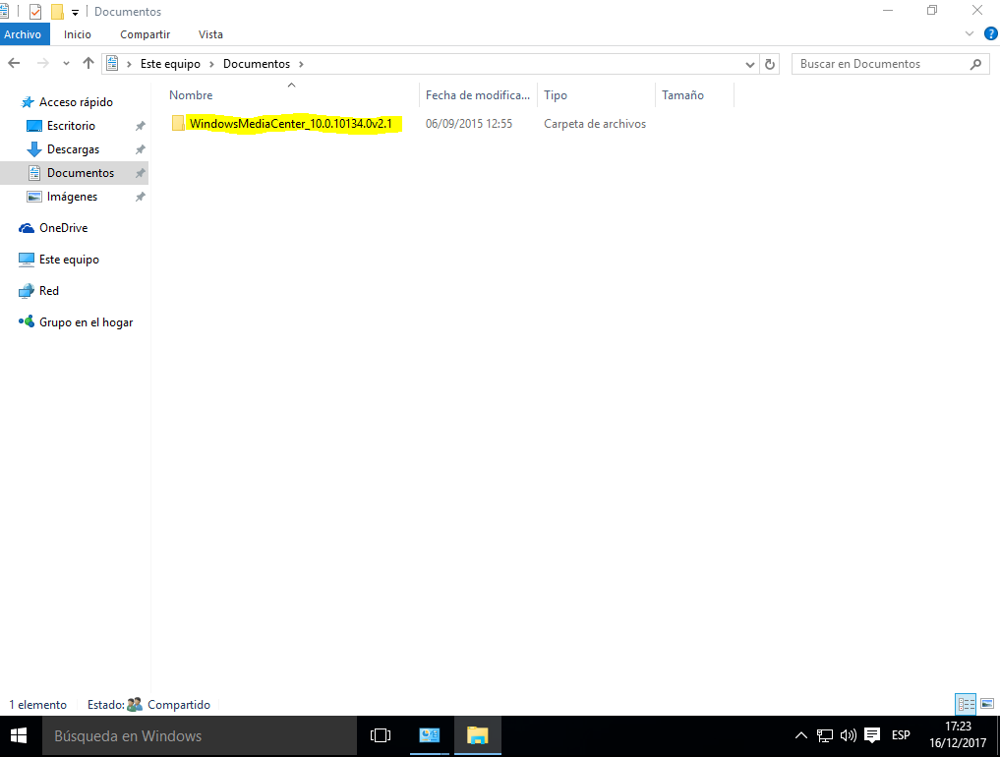 Documentos
Archivo Inicio Compartir Vista
Este equipo Documentos
Buscar en Documentos
Nombre Fecha de modifica... Tipo Tamaño
WindowsMediaCenter_10.0.10134.0v2.1 06/09/2015 12:55 Carpeta de archivos
Acceso rápido
Escritorio
Descargas
Documentos
Imágenes
OneDrive
Este equipo
Red
Grupo en el hogar
1 elemento Estado: Compartido
Búsqueda en Windows
ESP
17:23
16/12/2017